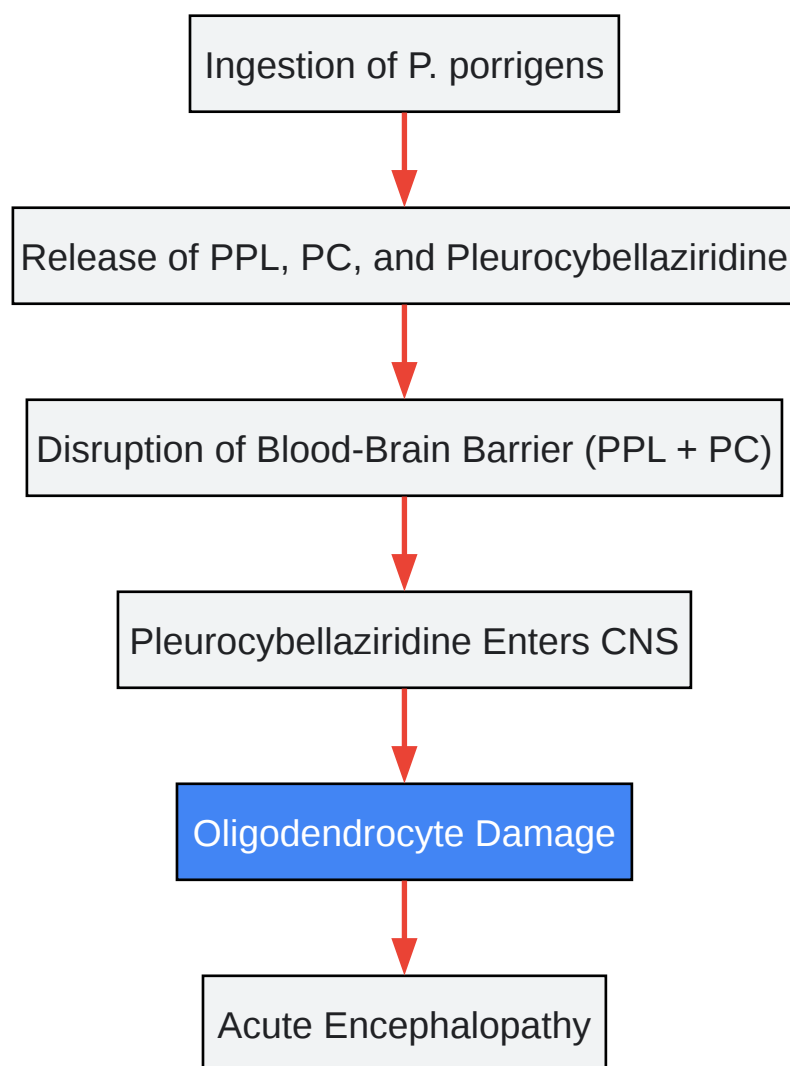 Ingestion of P. porrigens
Release of PPL, PC, and Pleurocybellaziridine
Disruption of Blood-Brain Barrier (PPL + PC)
Pleurocybellaziridine Enters CNS
Oligodendrocyte Damage
Acute Encephalopathy